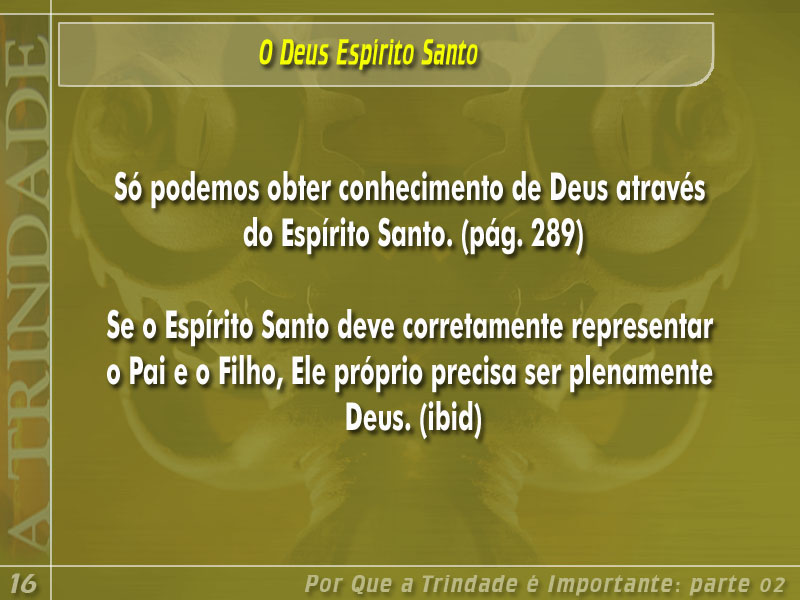 O Deus Espírito Santo
A TRINDADE
Só podemos obter conhecimento de Deus através
do Espírito Santo. (pág. 289)
Se o Espírito Santo deve corretamente representar
o Pai e o Filho, Ele próprio precisa ser plenamente
Deus. (ibid)
16
Por Que a Trindade é Importante: parte 02